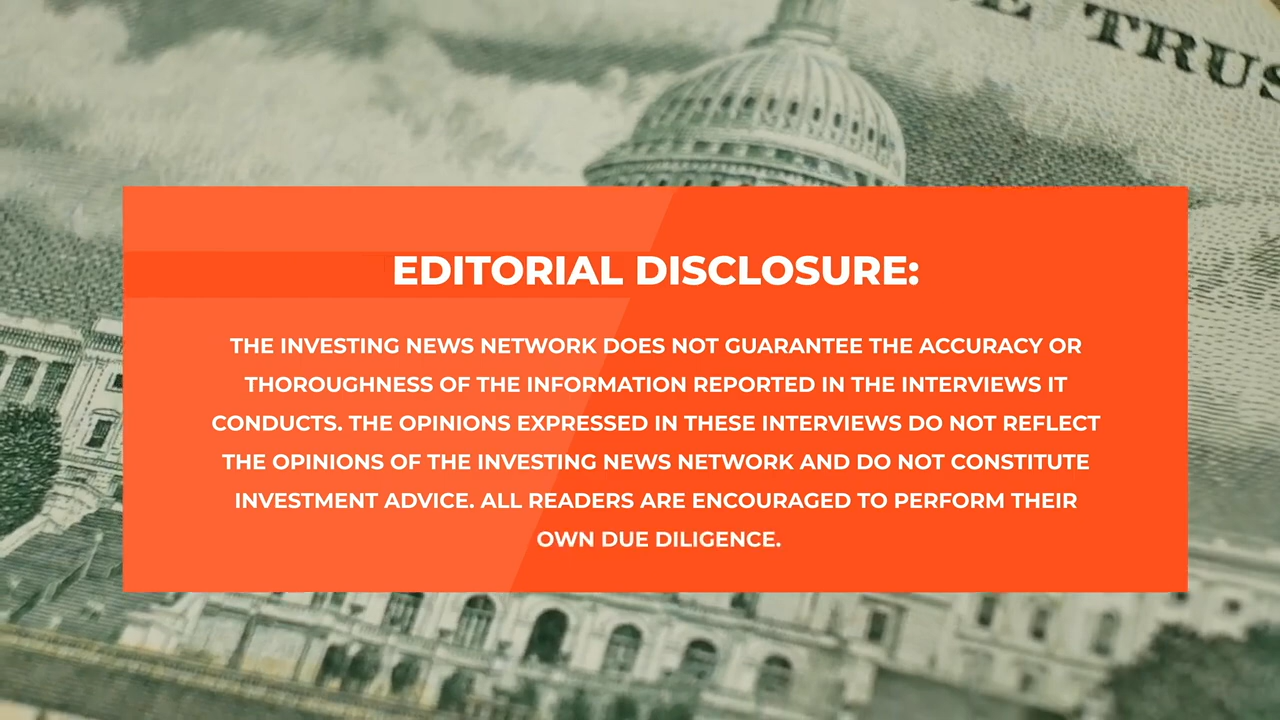 E TRUS
EDITORIAL DISCLOSURE:
THE INVESTING NEWS NETWORK DOES NOT GUARANTEE THE ACCURACY OR
THOROUGHNESS OF THE INFORMATION REPORTED IN THE INTERVIEWS IT
CONDUCTS. THE OPINIONS EXPRESSED IN THESE INTERVIEWS DO NOT REFLECT
THE OPINIONS OF THE INVESTING NEWS NETWORK AND DO NOT CONSTITUTE
INVESTMENT ADVICE. ALL READERS ARE ENCOURAGED TO PERFORM THEIR
OWN DUE DILIGENCE.